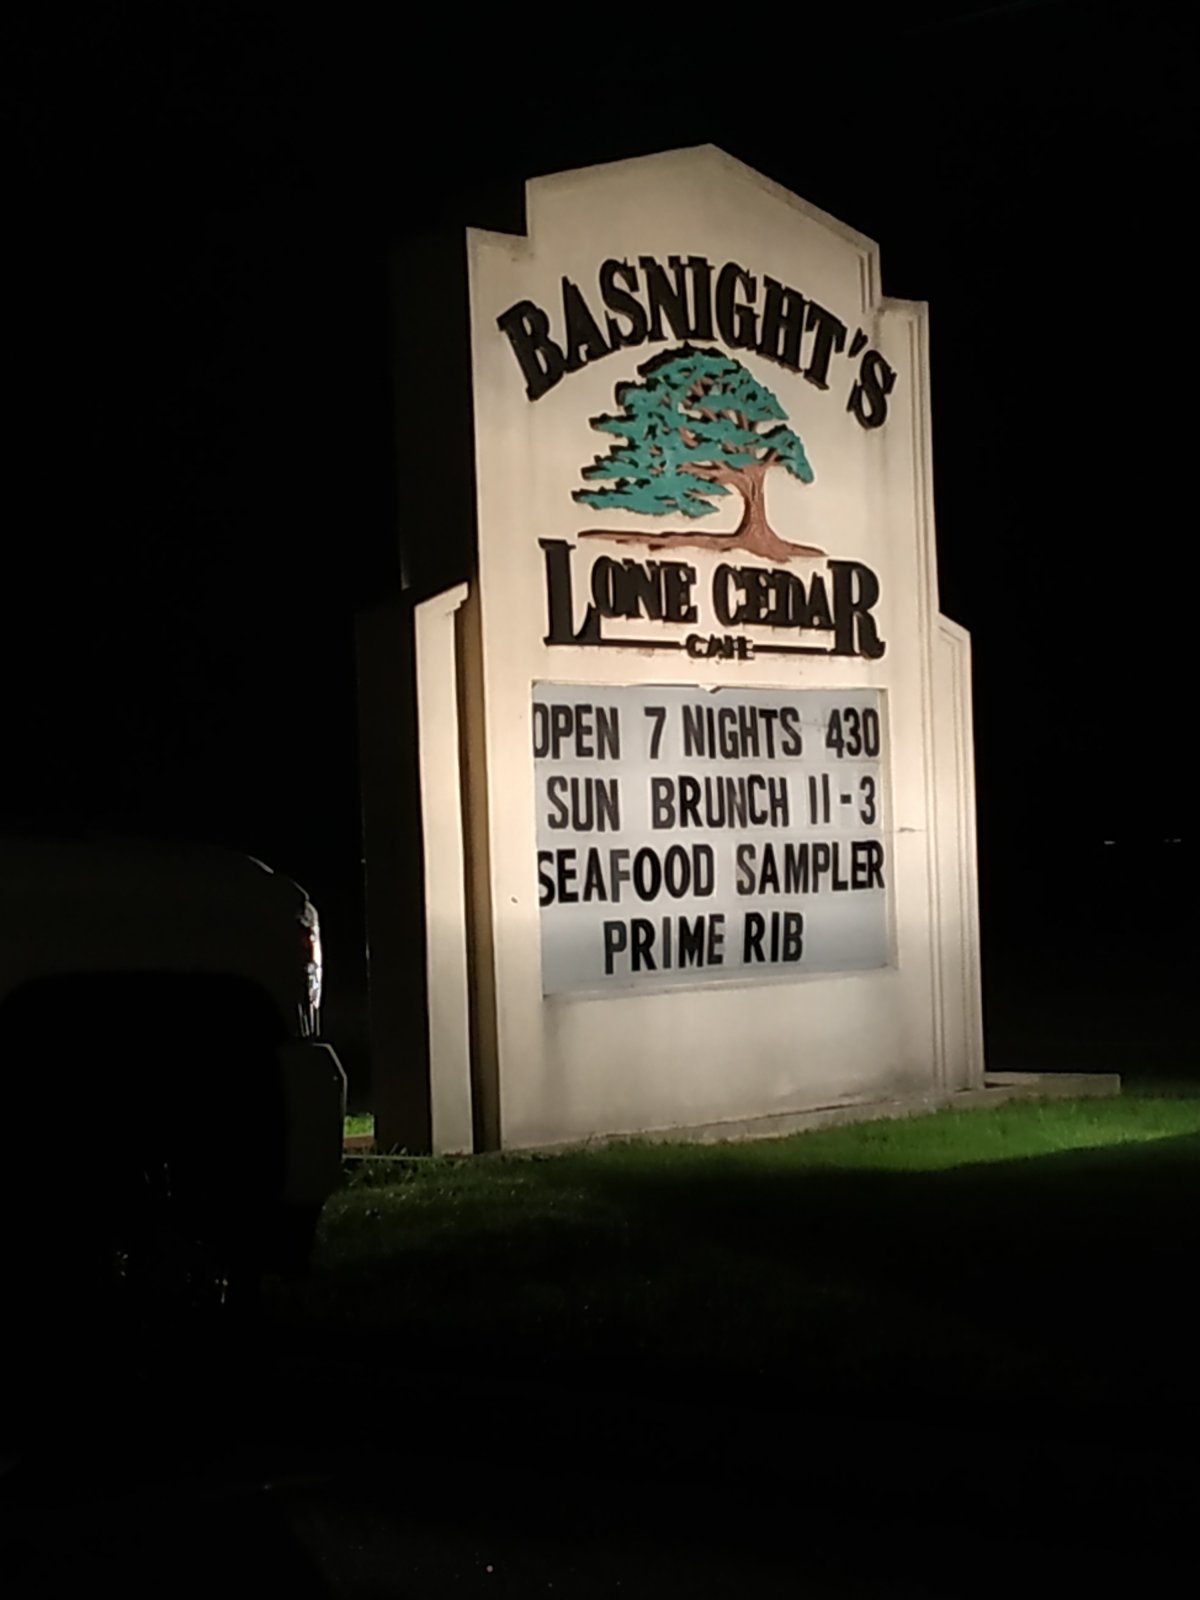 BASNIGHT'S
LONE CEDAR
CAFE
OPEN 7 NIGHTS 430
SUN BRUNCH 11-3
SEAFOOD SAMPLER
PRIME RIB